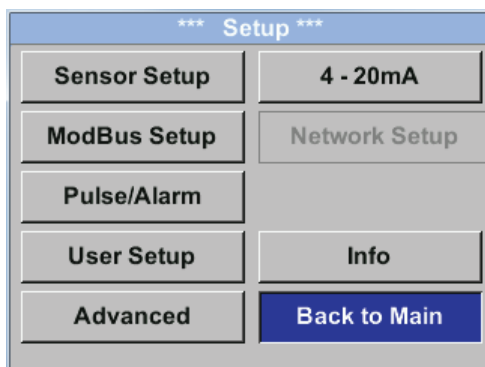 *** Setup ***
Sensor Setup
4 - 20mA
ModBus Setup
Network Setup
Pulse/Alarm
User Setup
Info
Advanced
Back to Main